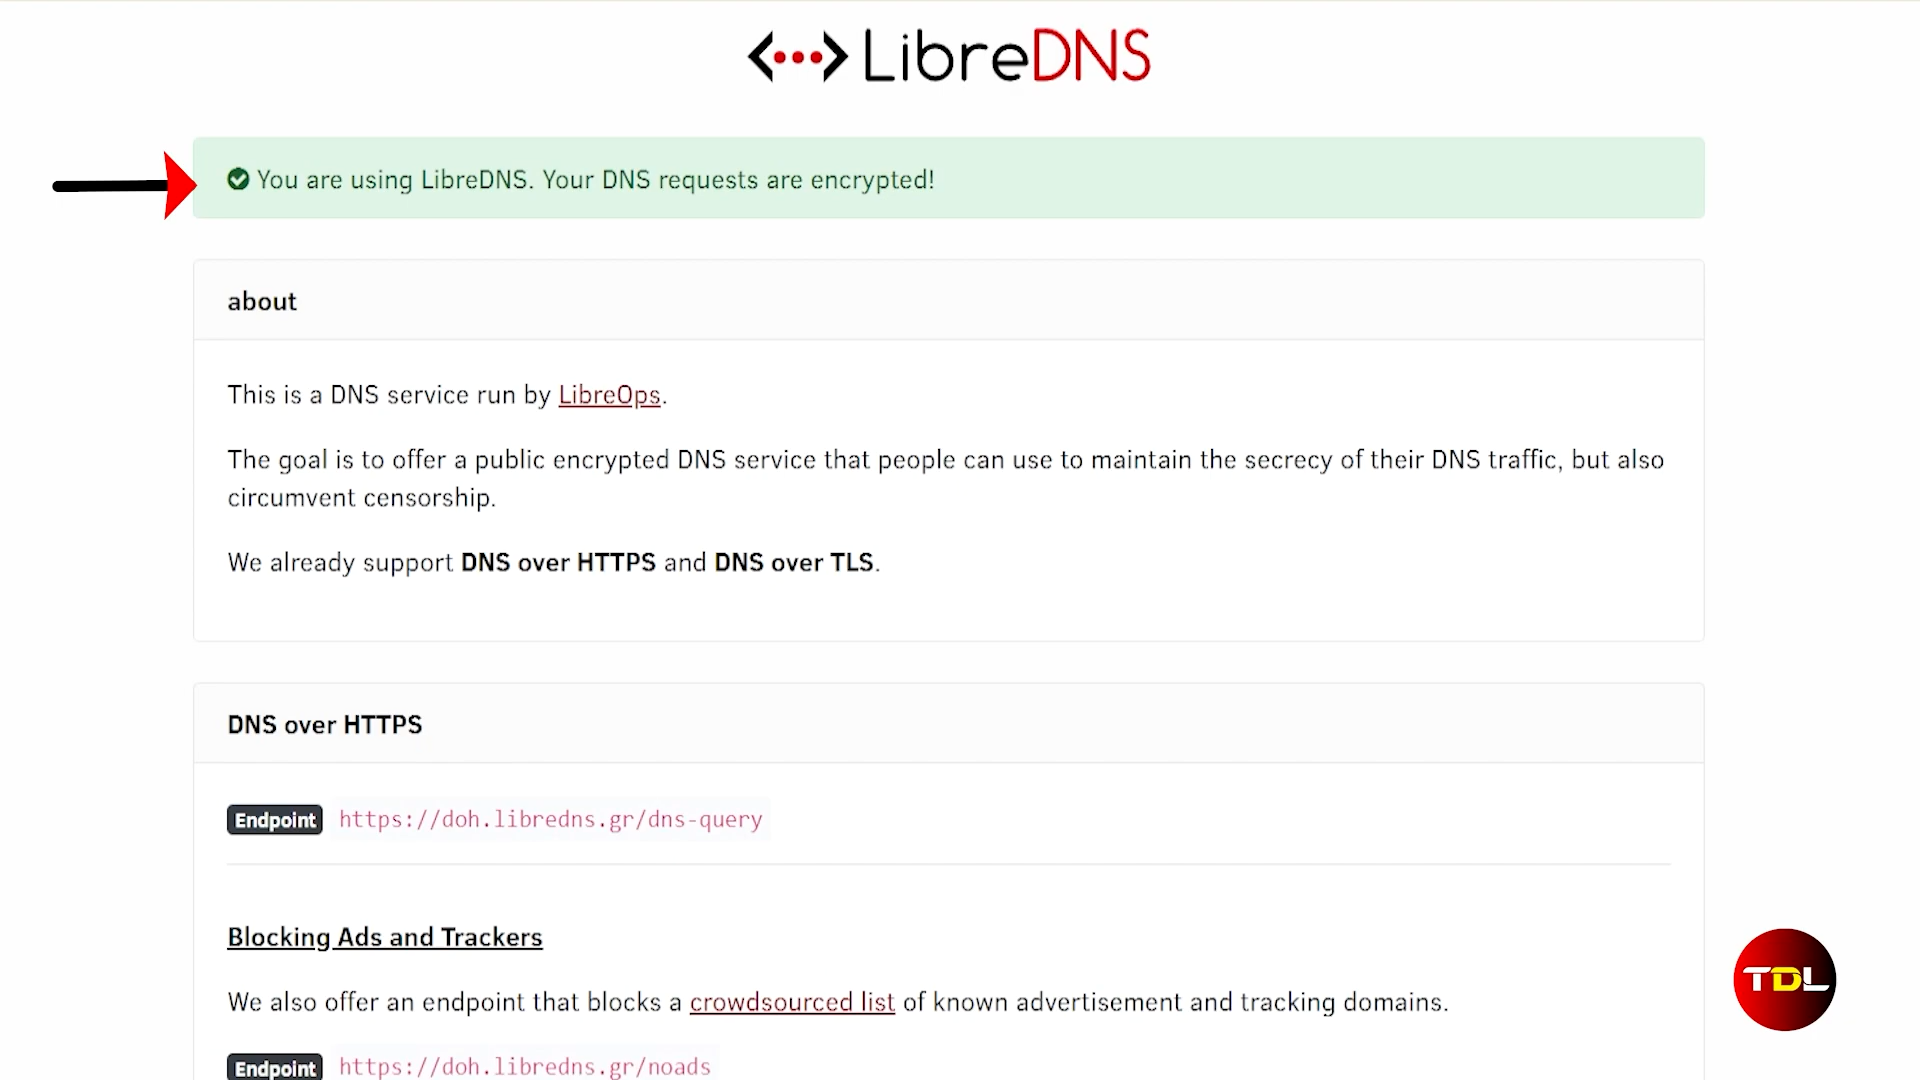 LibreDNS
You are using LibreDNS. Your DNS requests are encrypted!
about
This is a DNS service run by LibreOps.
The goal is to offer a public encrypted DNS service that people can use to maintain the secrecy of their DNS traffic, but also
circumvent censorship.
We already support DNS over HTTPS and DNS over TLS.
DNS over HTTPS
Endpoint https://doh.libredns.gr/dns-query
Blocking Ads and Trackers
We also offer an endpoint that blocks a crowdsourced list of known advertisement and tracking domains.
Endpoint https://doh.libredns.gr/noads
TDL